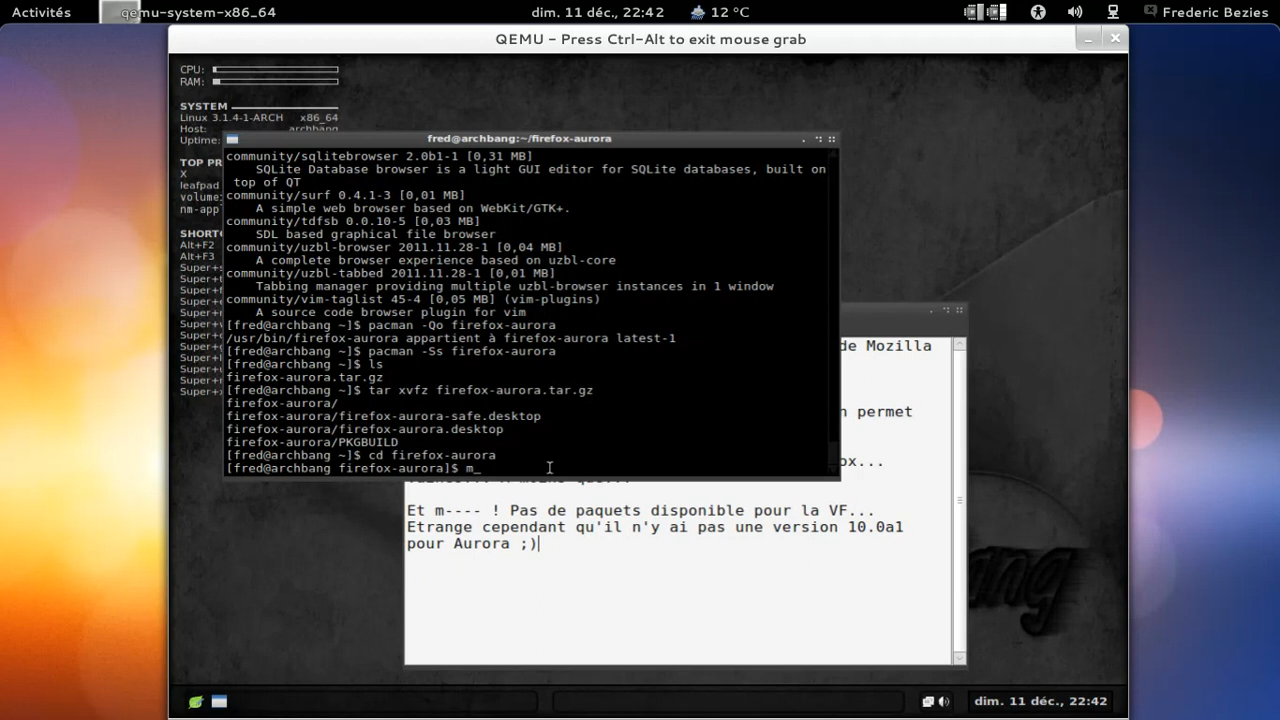 Activités
qemu-system-x86_64
dim. 11 déc., 22:42
12 °C
Frederic Bezies
QEMU - Press Ctrl-Alt to exit mouse grab
CPU:
RAM:
SYSTEM
Linux 3.1.4-1-ARCH x86_64
Host: archbang
Uptime:
TOP PR
X
leafpad
volume
nm-app
SHORT
Alt+F2
Alt+F3
fred@archbang:~/firefox-aurora
community/sqlitebrowser 2.0b1-1 [0,31 MB]
SQLite Database browser is a light GUI editor for SQLite databases, built on
top of QT
community/surf 0.4.1-3 [0,01 MB]
A simple web browser based on WebKit/GTK+.
community/tdfsb 0.0.10-5 [0,03 MB]
SDL based graphical file browser
community/uzbl-browser 2011.11.28-1 [0,04 MB]
A complete browser experience based on uzbl-core
community/uzbl-tabbed 2011.11.28-1 [0,01 MB]
Tabbing manager providing multiple uzbl-browser instances in 1 window
community/vim-taglist 45-4 [0,05 MB] (vim-plugins)
A source code browser plugin for vim
[fred@archbang ~]$ pacman -Qo firefox-aurora
/usr/bin/firefox-aurora appartient à firefox-aurora latest-1
[fred@archbang ~]$ pacman -Ss firefox-aurora
[fred@archbang ~]$ ls
firefox-aurora.tar.gz
[fred@archbang ~]$ tar xvfz firefox-aurora.tar.gz
firefox-aurora/
firefox-aurora/firefox-aurora-safe.desktop
firefox-aurora/firefox-aurora.desktop
firefox-aurora/PKGBUILD
[fred@archbang ~]$ cd firefox-aurora
[fred@archbang firefox-aurora]$ m_
de Mozilla
n permet
ox...
Et m---- ! Pas de paquets disponible pour la VF...
Etrange cependant qu'il n'y ai pas une version 10.0a1
pour Aurora ;)
dim. 11 déc., 22:42